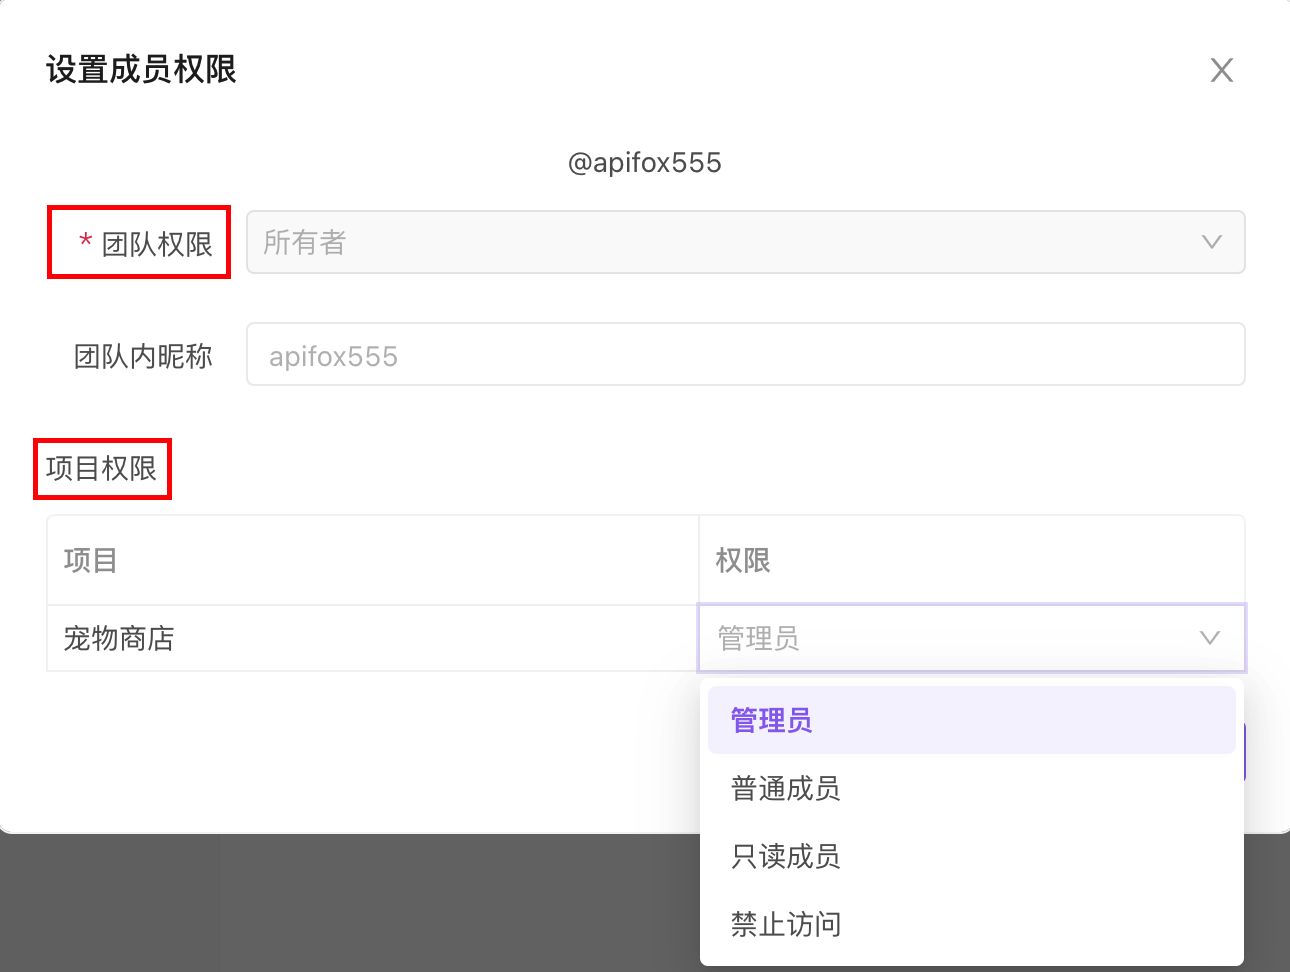 设置成员权限
@apifox555
* 团队权限 所有者
团队内昵称 apifox555
项目权限
项目 权限
宠物商店 管理员
管理员
普通成员
只读成员
禁止访问